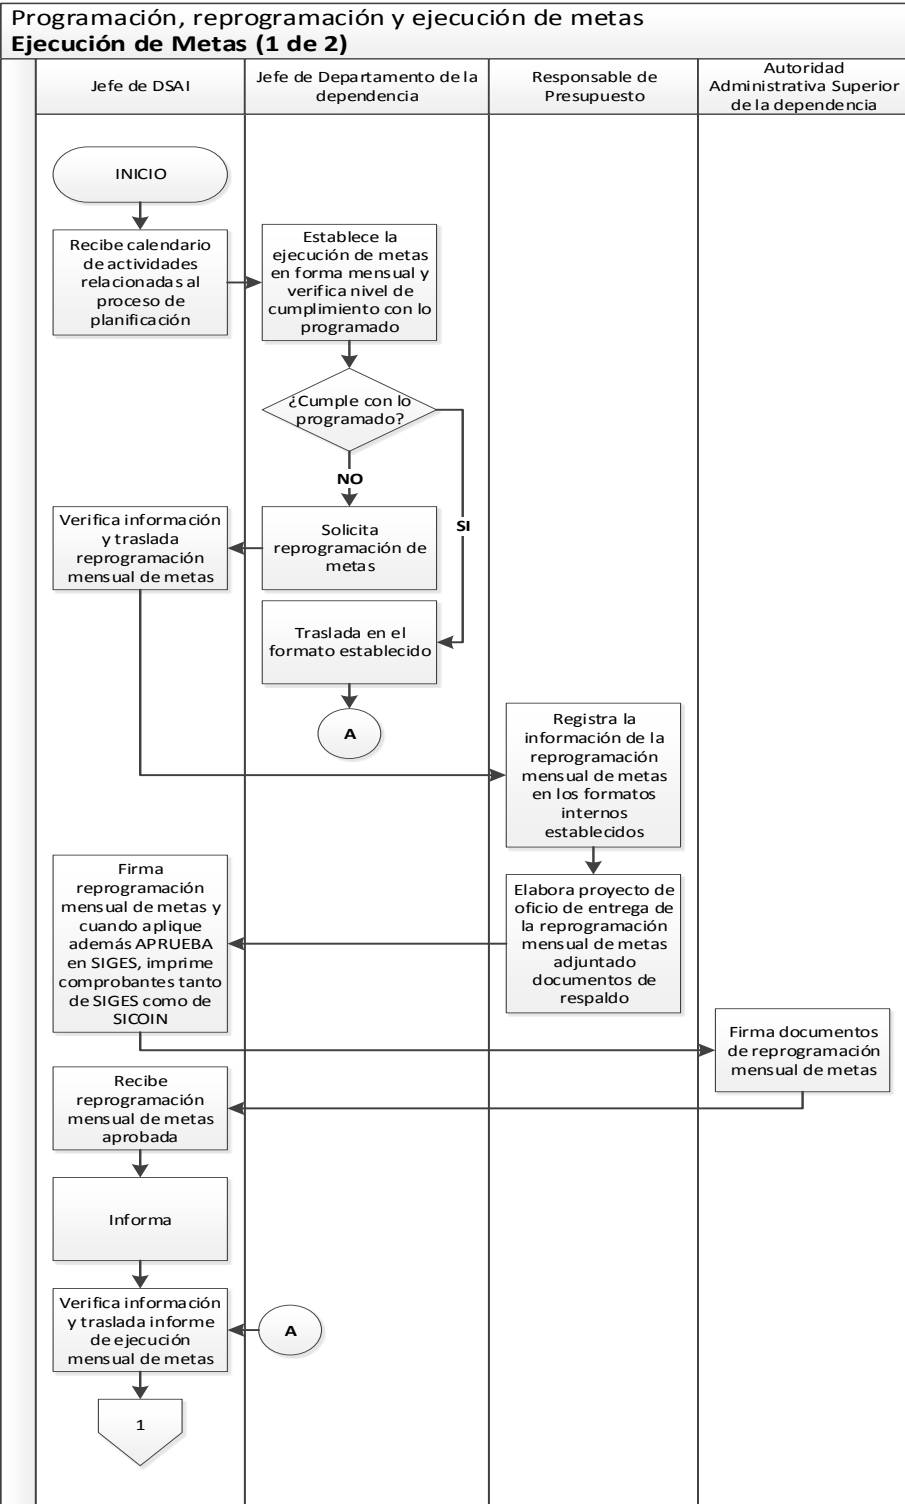 Programación, reprogramación y ejecución de metas
Ejecución de Metas (1 de 2)
Jefe de DSAI
Jefe de Departamento de la
dependencia
Responsable de
Presupuesto
Autoridad
Administrativa Superior
de la dependencia
INICIO
Recibe calendario
de actividades
relacionadas al
proceso de
planificación
Establece la
ejecución de metas
en forma mensual y
verifica nivel de
cumplimiento con lo
programado
¿Cumple con lo
programado?
NO
SI
Solicita
reprogramación de
metas
Verifica información
y traslada
reprogramación
mensual de metas
Traslada en el
formato establecido
A
Registra la
información de la
reprogramación
mensual de metas
en los formatos
internos
establecidos
Elabora proyecto de
oficio de entrega de
la reprogramación
mensual de metas
adjuntado
documentos de
respaldo
Firma
reprogramación
mensual de metas y
cuando aplique
además APRUEBA
en SIGES, imprime
comprobantes tanto
de SIGES como de
SICOIN
Firma documentos
de reprogramación
mensual de metas
Recibe
reprogramación
mensual de metas
aprobada
Informa
Verifica información
y traslada informe
de ejecución
mensual de metas
A
1